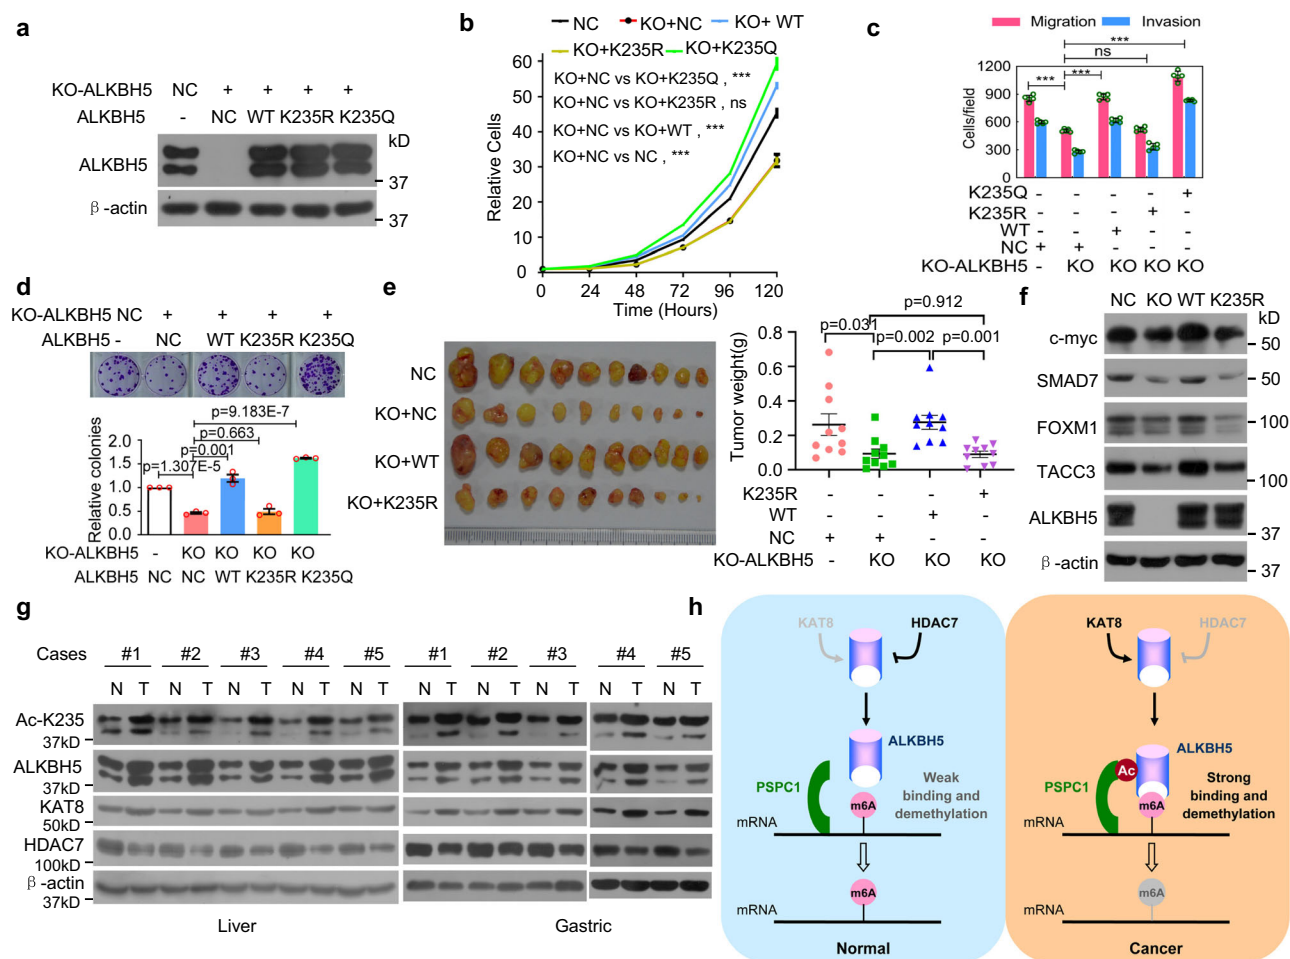 a
KO-ALKBH5 NC + + + +
ALKBH5 - NC WT K235R K235Q
kD
ALKBH5
37
β-actin
37
b
NC KO+NC KO+ WT
KO+K235R KO+K235Q
KO+NC vs KO+K235Q , ***
KO+NC vs KO+K235R , ns
KO+NC vs KO+WT , ***
KO+NC vs NC , ***
Relative Cells
60
50
40
30
20
10
0
0 24 48 72 96 120
Time (Hours)
c
Migration Invasion
***
ns
*** ***
Cells/field
1200
900
600
300
0
K235Q - - - - +
K235R - - - + -
WT - - + - -
NC + + - - -
KO-ALKBH5 - KO KO KO KO
d
KO-ALKBH5 NC + + + +
ALKBH5 - NC WT K235R K235Q
p=9.183E-7
p=0.663
p=0.001
p=1.307E-5
Relative colonies
2.0
1.5
1.0
0.5
0.0
KO-ALKBH5 - KO KO KO KO
ALKBH5 NC NC WT K235R K235Q
e
NC
KO+NC
KO+WT
KO+K235R
p=0.912
p=0.031
p=0.002 p=0.001
Tumor weight(g)
0.8
0.6
0.4
0.2
0.0
K235R - - - +
WT - - + -
NC + + - -
KO-ALKBH5 - KO KO KO
f
NC KO WT K235R
kD
c-myc
50
SMAD7
50
FOXM1
100
TACC3
100
ALKBH5
37
β-actin
37
g
Cases #1 #2 #3 #4 #5 #1 #2 #3 #4 #5
N T N T N T N T N T N T N T N T N T N T
Ac-K235
37kD
ALKBH5
37kD
KAT8
50kD
HDAC7
100kD
β-actin
37kD
Liver Gastric
h
KAT8 HDAC7
ALKBH5
PSPC1
Weak
binding and
demethylation
m6A
mRNA
m6A
mRNA
Normal
KAT8 HDAC7
ALKBH5
PSPC1
Ac
Strong
binding and
demethylation
m6A
mRNA
m6A
mRNA
Cancer